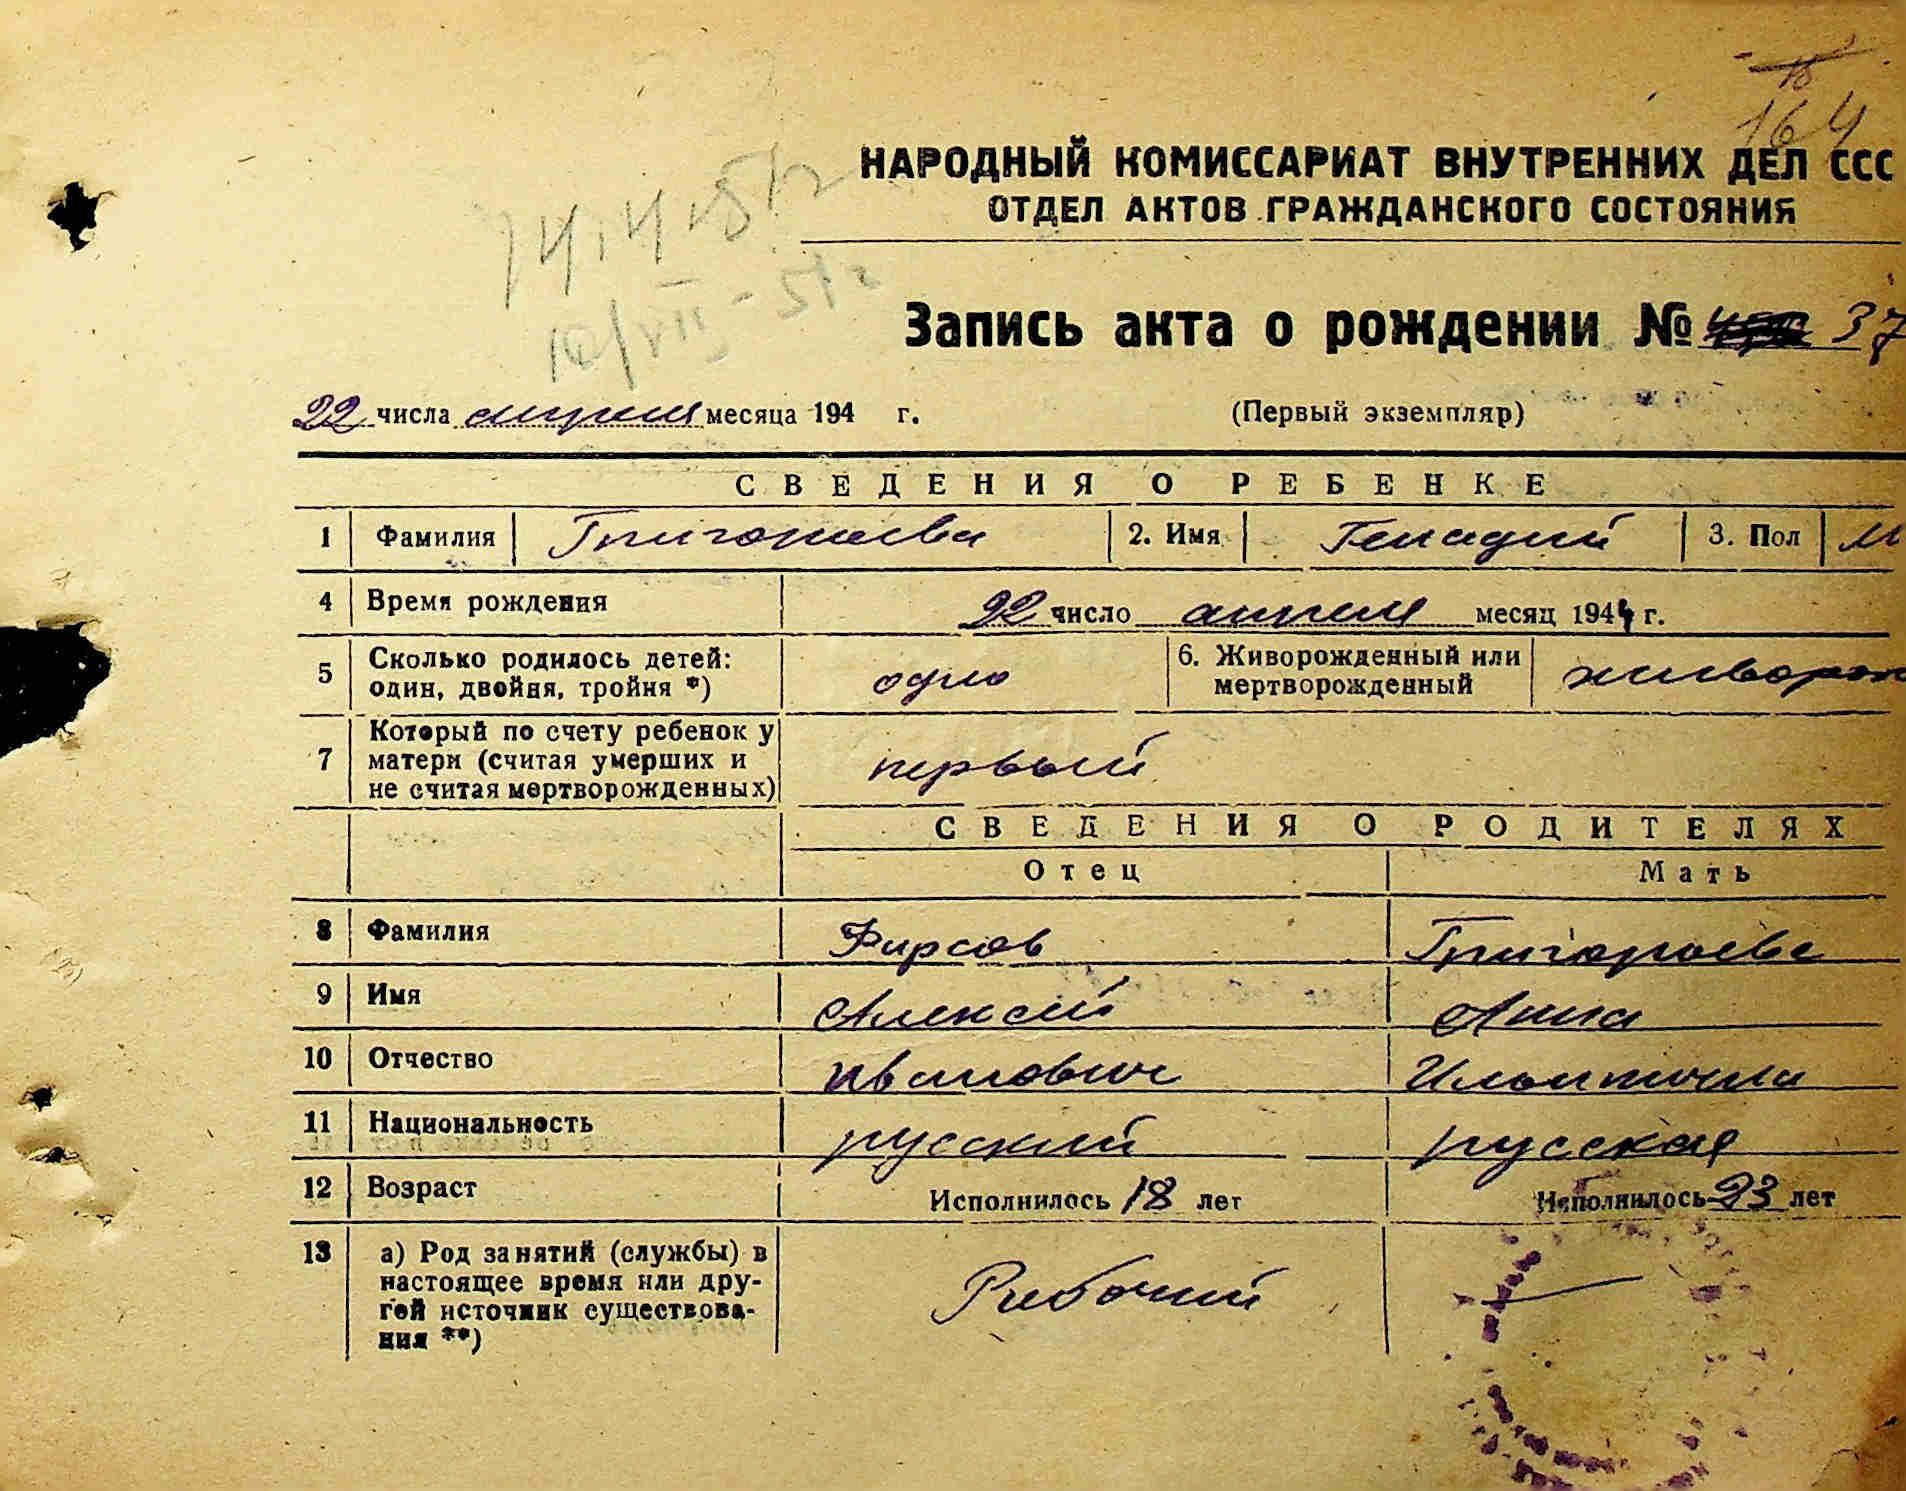 164
НАРОДНЫЙ КОМИССАРИАТ ВНУТРЕННИХ ДЕЛ ССС
ОТДЕЛ АКТОВ ГРАЖДАНСКОГО СОСТОЯНИЯ
Запись акта о рождении № 37
22 числа апреля месяца 194 г. (Первый экземпляр)
СВЕДЕНИЯ О РЕБЕНКЕ
1 Фамилия Григорьева 2. Имя Генадий 3. Пол М
4 Время рождения 22 число апреля месяц 1944 г.
5 Сколько родилось детей: один, двойня, тройня *) одно 6. Живорожденный или мертворожденный живорож
7 Который по счету ребенок у матери (считая умерших и не считая мертворожденных) первый
СВЕДЕНИЯ О РОДИТЕЛЯХ
Отец Мать
8 Фамилия Фирсов Григорьева
9 Имя Алексей Анна
10 Отчество Иванович
11 Национальность русский русская
12 Возраст Исполнилось 18 лет Исполнилось 23 лет
13 а) Род занятий (службы) в настоящее время или другой источник существования **) Рабочий —